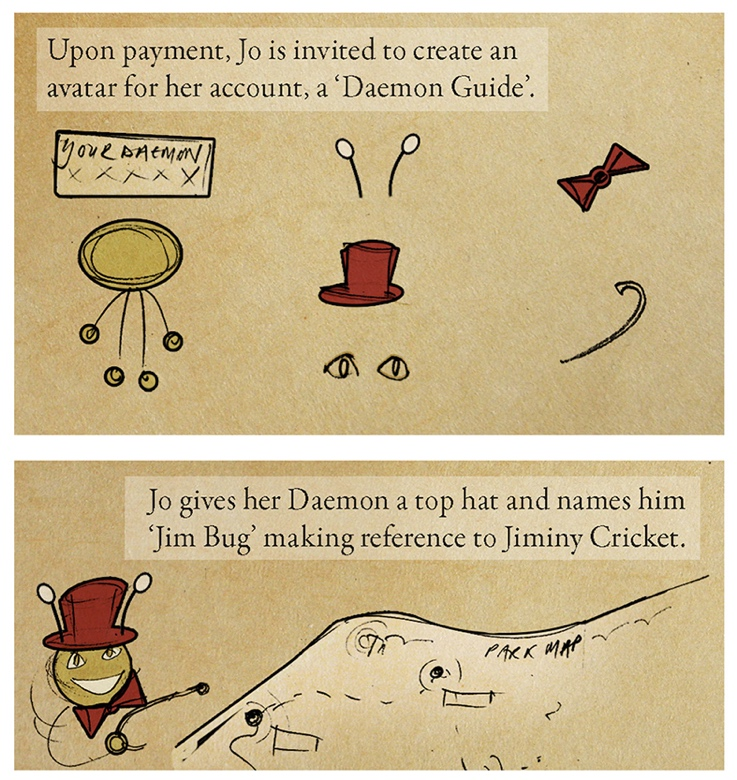 Upon payment, Jo is invited to create an
avatar for her account, a ‘Daemon Guide’.
YOUR DAEMON
X X X X X
Jo gives her Daemon a top hat and names him
‘Jim Bug’ making reference to Jiminy Cricket.
PARK MAP